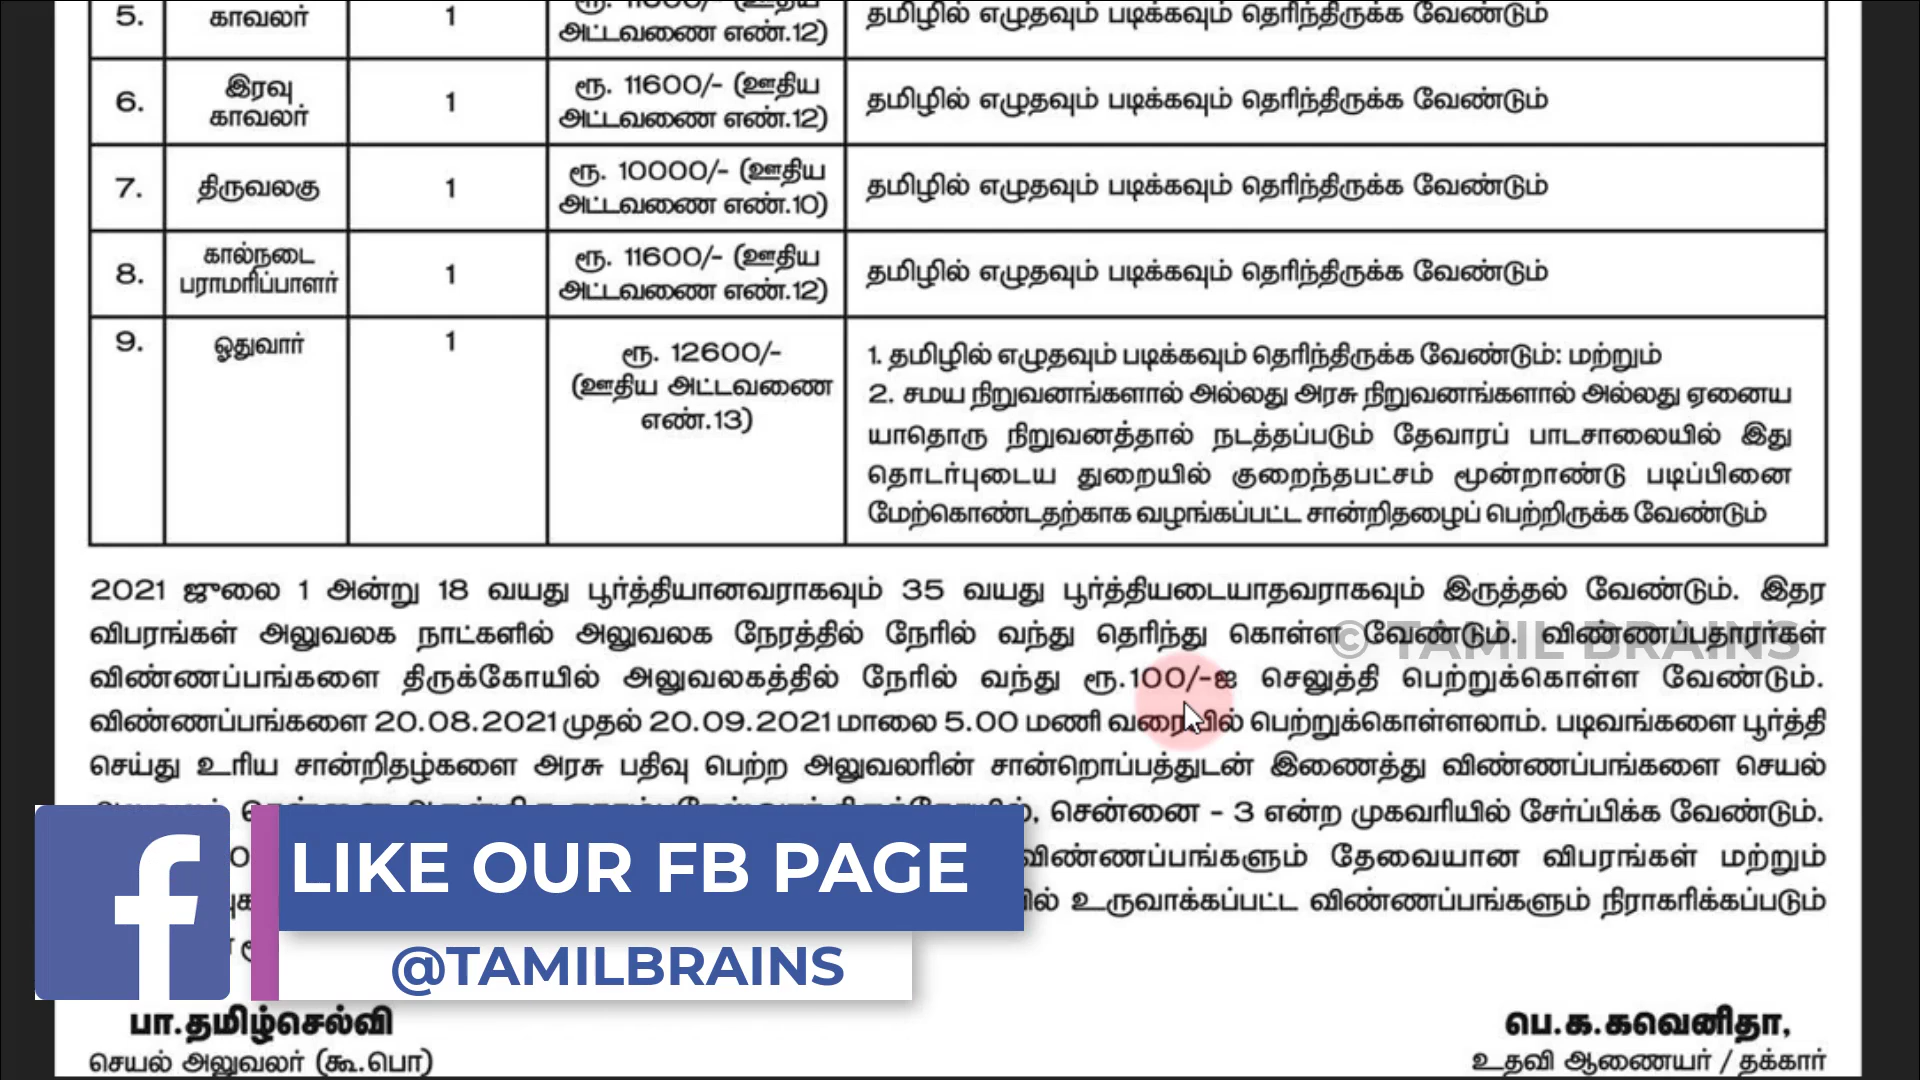 5. காவலர் 1 ரூ. 11600/- (ஊதிய அட்டவணை எண்.12) தமிழில் எழுதவும் படிக்கவும் தெரிந்திருக்க வேண்டும்
6. இரவு காவலர் 1 ரூ. 11600/- (ஊதிய அட்டவணை எண்.12) தமிழில் எழுதவும் படிக்கவும் தெரிந்திருக்க வேண்டும்
7. திருவலகு 1 ரூ. 10000/- (ஊதிய அட்டவணை எண்.10) தமிழில் எழுதவும் படிக்கவும் தெரிந்திருக்க வேண்டும்
8. கால்நடை பராமரிப்பாளர் 1 ரூ. 11600/- (ஊதிய அட்டவணை எண்.12) தமிழில் எழுதவும் படிக்கவும் தெரிந்திருக்க வேண்டும்
9. ஓதுவார் 1 ரூ. 12600/- (ஊதிய அட்டவணை எண்.13)
1. தமிழில் எழுதவும் படிக்கவும் தெரிந்திருக்க வேண்டும்: மற்றும்
2. சமய நிறுவனங்களால் அல்லது அரசு நிறுவனங்களால் அல்லது ஏனைய
யாதொரு நிறுவனத்தால் நடத்தப்படும் தேவாரப் பாடசாலையில் இது
தொடர்புடைய துறையில் குறைந்தபட்சம் மூன்றாண்டு படிப்பினை
மேற்கொண்டதற்காக வழங்கப்பட்ட சான்றிதழைப் பெற்றிருக்க வேண்டும்
2021 ஜுலை 1 அன்று 18 வயது பூர்த்தியானவராகவும் 35 வயது பூர்த்தியடையாதவராகவும் இருத்தல் வேண்டும். இதர
விபரங்கள் அலுவலக நாட்களில் அலுவலக நேரத்தில் நேரில் வந்து தெரிந்து கொள்ள வேண்டும். விண்ணப்பதாரர்கள்
© TAMIL BRAINS
விண்ணப்பங்களை திருக்கோயில் அலுவலகத்தில் நேரில் வந்து ரூ.100/-ஐ செலுத்தி பெற்றுக்கொள்ள வேண்டும்.
விண்ணப்பங்களை 20.08.2021 முதல் 20.09.2021 மாலை 5.00 மணி வரையில் பெற்றுக்கொள்ளலாம். படிவங்களை பூர்த்தி
செய்து உரிய சான்றிதழ்களை அரசு பதிவு பெற்ற அலுவலரின் சான்றொப்பத்துடன் இணைத்து விண்ணப்பங்களை செயல்
சென்னை - 3 என்ற முகவரியில் சேர்ப்பிக்க வேண்டும்.
விண்ணப்பங்களும் தேவையான விபரங்கள் மற்றும்
உருவாக்கப்பட்ட விண்ணப்பங்களும் நிராகரிக்கப்படும்
LIKE OUR FB PAGE
@TAMILBRAINS
பா.தமிழ்செல்வி
செயல் அலுவலர் (கூ.பொ)
பெ.க.கவெனிதா,
உதவி ஆணையர் / தக்கார்